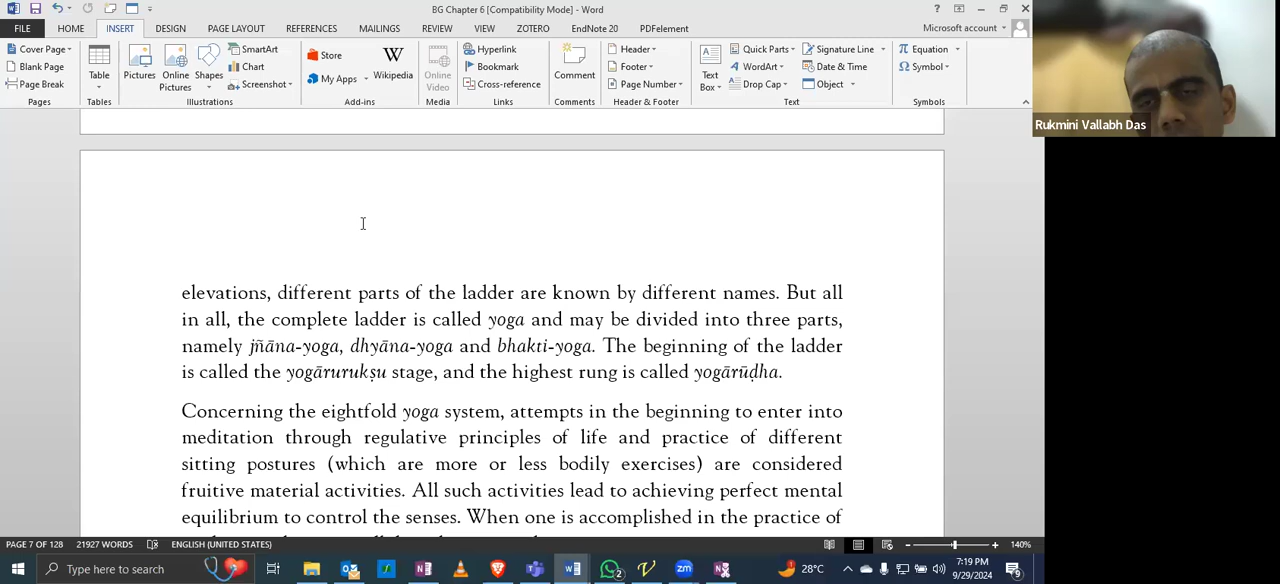 BG Chapter 6 [Compatibility Mode] - Word
FILE HOME INSERT DESIGN PAGE LAYOUT REFERENCES MAILINGS REVIEW VIEW ZOTERO EndNote 20 PDFelement Microsoft account
Cover Page
Blank Page
Page Break
Pages
Table
Tables
Pictures
Online Pictures
Shapes
SmartArt
Chart
Screenshot
Illustrations
Store
My Apps
Wikipedia
Add-ins
Online Video
Media
Hyperlink
Bookmark
Cross-reference
Links
Comment
Comments
Header
Footer
Page Number
Header & Footer
Text Box
Quick Parts
WordArt
Drop Cap
Signature Line
Date & Time
Object
Text
Equation
Symbol
Symbols
Rukmini Vallabh Das
elevations, different parts of the ladder are known by different names. But all
in all, the complete ladder is called yoga and may be divided into three parts,
namely jñāna-yoga, dhyāna-yoga and bhakti-yoga. The beginning of the ladder
is called the yogārurukṣu stage, and the highest rung is called yogārūḍha.
Concerning the eightfold yoga system, attempts in the beginning to enter into
meditation through regulative principles of life and practice of different
sitting postures (which are more or less bodily exercises) are considered
fruitive material activities. All such activities lead to achieving perfect mental
equilibrium to control the senses. When one is accomplished in the practice of
PAGE 7 OF 128 21927 WORDS ENGLISH (UNITED STATES) 140%
Type here to search
2
28°C
7:19 PM
9/29/2024